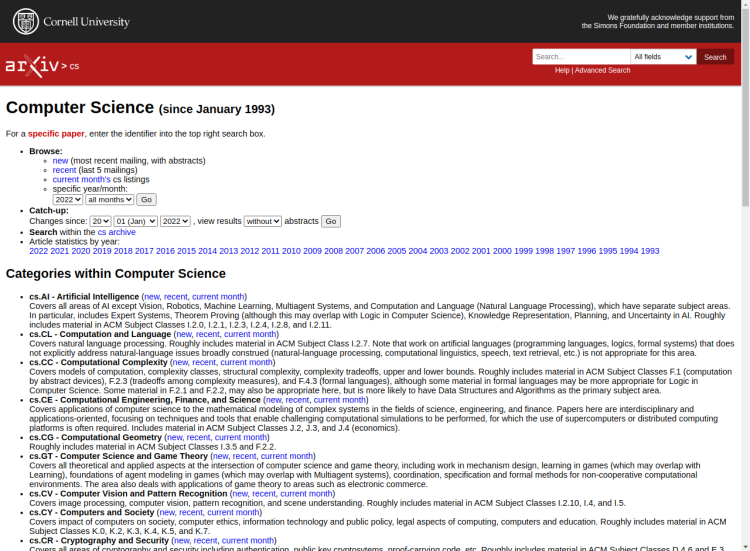 Cornell University
We gratefully acknowledge support from
the Simons Foundation and member institutions.
arXiv > cs
Search...
All fields
Search
Help | Advanced Search
Computer Science (since January 1993)
For a specific paper, enter the identifier into the top right search box.
Browse:
new (most recent mailing, with abstracts)
recent (last 5 mailings)
current month's cs listings
specific year/month:
2022 all months Go
Catch-up:
Changes since: 20 01 (Jan) 2022 , view results without abstracts Go
Search within the cs archive
Article statistics by year:
2022 2021 2020 2019 2018 2017 2016 2015 2014 2013 2012 2011 2010 2009 2008 2007 2006 2005 2004 2003 2002 2001 2000 1999 1998 1997 1996 1995 1994 1993
Categories within Computer Science
cs.AI - Artificial Intelligence (new, recent, current month)
Covers all areas of AI except Vision, Robotics, Machine Learning, Multiagent Systems, and Computation and Language (Natural Language Processing), which have separate subject areas.
In particular, includes Expert Systems, Theorem Proving (although this may overlap with Logic in Computer Science), Knowledge Representation, Planning, and Uncertainty in AI. Roughly
includes material in ACM Subject Classes I.2.0, I.2.1, I.2.3, I.2.4, I.2.8, and I.2.11.
cs.CL - Computation and Language (new, recent, current month)
Covers natural language processing. Roughly includes material in ACM Subject Class I.2.7. Note that work on artificial languages (programming languages, logics, formal systems) that does
not explicitly address natural-language issues broadly construed (natural-language processing, computational linguistics, speech, text retrieval, etc.) is not appropriate for this area.
cs.CC - Computational Complexity (new, recent, current month)
Covers models of computation, complexity classes, structural complexity, complexity tradeoffs, upper and lower bounds. Roughly includes material in ACM Subject Classes F.1 (computation
by abstract devices), F.2.3 (tradeoffs among complexity measures), and F.4.3 (formal languages), although some material in formal languages may be more appropriate for Logic in
Computer Science. Some material in F.2.1 and F.2.2, may also be appropriate here, but is more likely to have Data Structures and Algorithms as the primary subject area.
cs.CE - Computational Engineering, Finance, and Science (new, recent, current month)
Covers applications of computer science to the mathematical modeling of complex systems in the fields of science, engineering, and finance. Papers here are interdisciplinary and
applications-oriented, focusing on techniques and tools that enable challenging computational simulations to be performed, for which the use of supercomputers or distributed computing
platforms is often required. Includes material in ACM Subject Classes J.2, J.3, and J.4 (economics).
cs.CG - Computational Geometry (new, recent, current month)
Roughly includes material in ACM Subject Classes I.3.5 and F.2.2.
cs.GT - Computer Science and Game Theory (new, recent, current month)
Covers all theoretical and applied aspects at the intersection of computer science and game theory, including work in mechanism design, learning in games (which may overlap with
Learning), foundations of agent modeling in games (which may overlap with Multiagent systems), coordination, specification and formal methods for non-cooperative computational
environments. The area also deals with applications of game theory to areas such as electronic commerce.
cs.CV - Computer Vision and Pattern Recognition (new, recent, current month)
Covers image processing, computer vision, pattern recognition, and scene understanding. Roughly includes material in ACM Subject Classes I.2.10, I.4, and I.5.
cs.CY - Computers and Society (new, recent, current month)
Covers impact of computers on society, computer ethics, information technology and public policy, legal aspects of computing, computers and education. Roughly includes material in ACM
Subject Classes K.0, K.2, K.3, K.4, K.5, and K.7.
cs.CR - Cryptography and Security (new, recent, current month)
Covers all areas of cryptography and security including authentication, public key cryptosystems, proof-carrying code, etc. Roughly includes material in ACM Subject Classes D.4.6 and E.3.